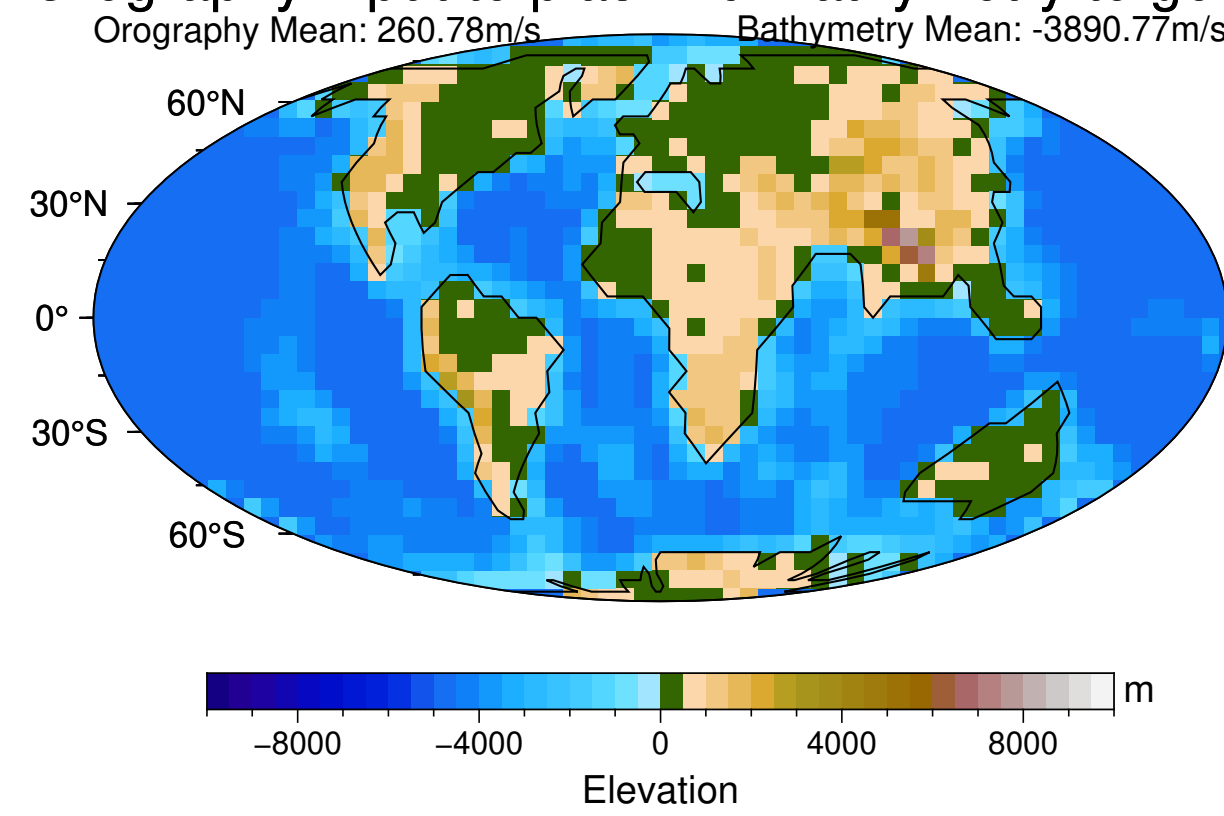 Orography Mean: 260.78m/s Bathymetry Mean: -3890.77m/s
60°N
30°N
0°
30°S
60°S
m
−8000 −4000 0 4000 8000
Elevation